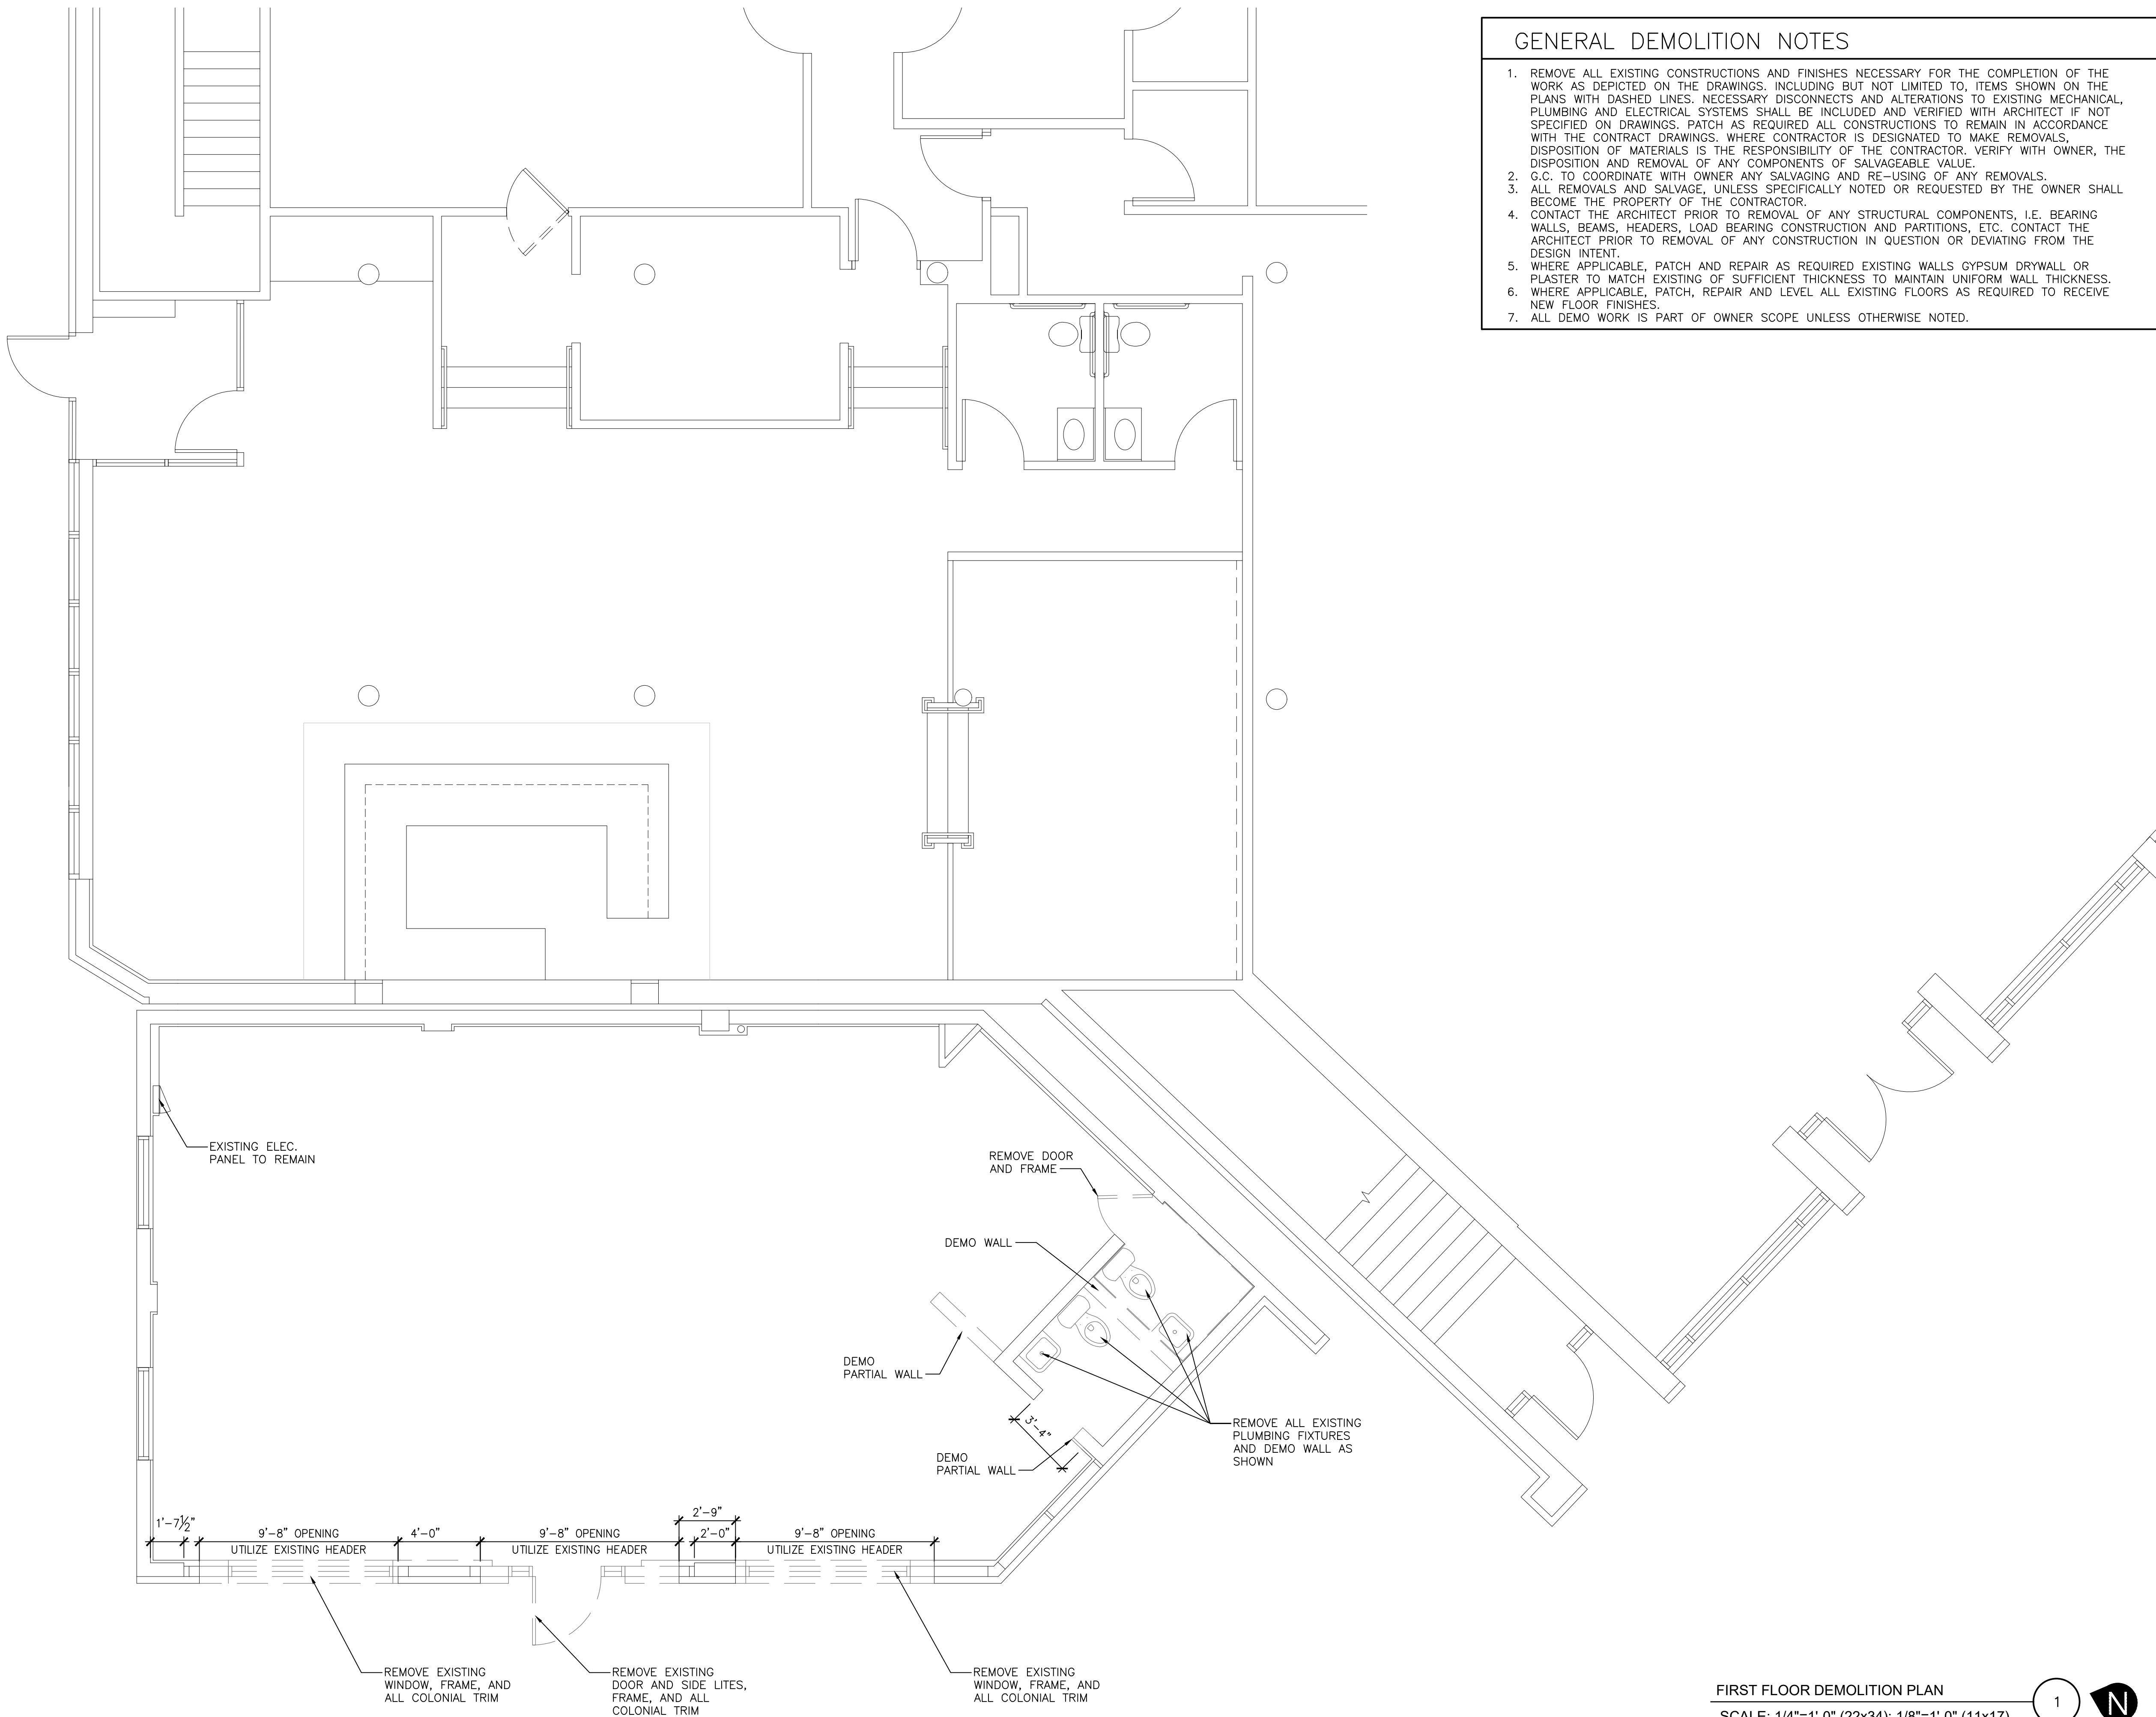 GENERAL DEMOLITION NOTES
1. REMOVE ALL EXISTING CONSTRUCTIONS AND FINISHES NECESSARY FOR THE COMPLETION OF THE
WORK AS DEPICTED ON THE DRAWINGS. INCLUDING BUT NOT LIMITED TO, ITEMS SHOWN ON THE
PLANS WITH DASHED LINES. NECESSARY DISCONNECTS AND ALTERATIONS TO EXISTING MECHANICAL,
PLUMBING AND ELECTRICAL SYSTEMS SHALL BE INCLUDED AND VERIFIED WITH ARCHITECT IF NOT
SPECIFIED ON DRAWINGS. PATCH AS REQUIRED ALL CONSTRUCTIONS TO REMAIN IN ACCORDANCE
WITH THE CONTRACT DRAWINGS. WHERE CONTRACTOR IS DESIGNATED TO MAKE REMOVALS,
DISPOSITION OF MATERIALS IS THE RESPONSIBILITY OF THE CONTRACTOR. VERIFY WITH OWNER, THE
DISPOSITION AND REMOVAL OF ANY COMPONENTS OF SALVAGEABLE VALUE.
2. G.C. TO COORDINATE WITH OWNER ANY SALVAGING AND RE-USING OF ANY REMOVALS.
3. ALL REMOVALS AND SALVAGE, UNLESS SPECIFICALLY NOTED OR REQUESTED BY THE OWNER SHALL
BECOME THE PROPERTY OF THE CONTRACTOR.
4. CONTACT THE ARCHITECT PRIOR TO REMOVAL OF ANY STRUCTURAL COMPONENTS, I.E. BEARING
WALLS, BEAMS, HEADERS, LOAD BEARING CONSTRUCTION AND PARTITIONS, ETC. CONTACT THE
ARCHITECT PRIOR TO REMOVAL OF ANY CONSTRUCTION IN QUESTION OR DEVIATING FROM THE
DESIGN INTENT.
5. WHERE APPLICABLE, PATCH AND REPAIR AS REQUIRED EXISTING WALLS GYPSUM DRYWALL OR
PLASTER TO MATCH EXISTING OF SUFFICIENT THICKNESS TO MAINTAIN UNIFORM WALL THICKNESS.
6. WHERE APPLICABLE, PATCH, REPAIR AND LEVEL ALL EXISTING FLOORS AS REQUIRED TO RECEIVE
NEW FLOOR FINISHES.
7. ALL DEMO WORK IS PART OF OWNER SCOPE UNLESS OTHERWISE NOTED.
EXISTING ELEC.
PANEL TO REMAIN
REMOVE DOOR
AND FRAME
DEMO WALL
DEMO
PARTIAL WALL
3'-4"
DEMO
PARTIAL WALL
REMOVE ALL EXISTING
PLUMBING FIXTURES
AND DEMO WALL AS
SHOWN
1'-7½"
9'-8" OPENING
UTILIZE EXISTING HEADER
4'-0"
9'-8" OPENING
UTILIZE EXISTING HEADER
2'-9"
2'-0"
9'-8" OPENING
UTILIZE EXISTING HEADER
REMOVE EXISTING
WINDOW, FRAME, AND
ALL COLONIAL TRIM
REMOVE EXISTING
DOOR AND SIDE LITES,
FRAME, AND ALL
COLONIAL TRIM
REMOVE EXISTING
WINDOW, FRAME, AND
ALL COLONIAL TRIM
FIRST FLOOR DEMOLITION PLAN
SCALE: 1/4"=1'-0" (22x34); 1/8"=1'-0" (11x17)
1
N